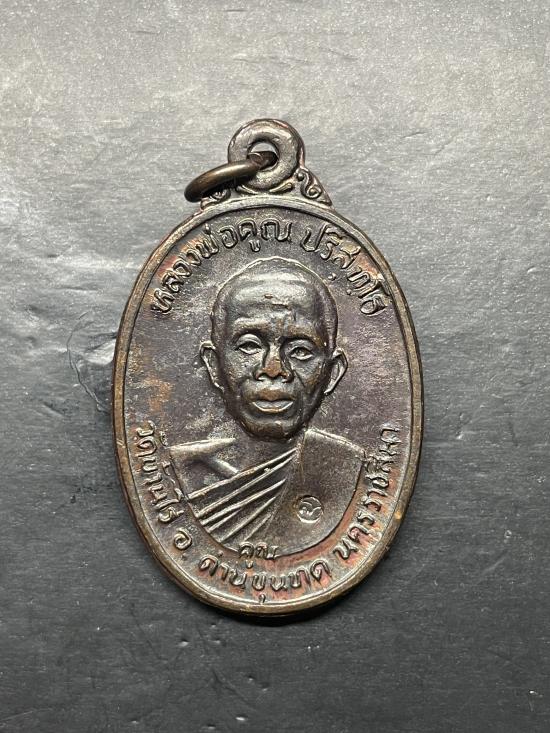 หลวงพ่อคูณ ปริสุทฺโธ
คูณ
วัดบ้านไร่ อ. ด่านขุนทด นครราชสีมา